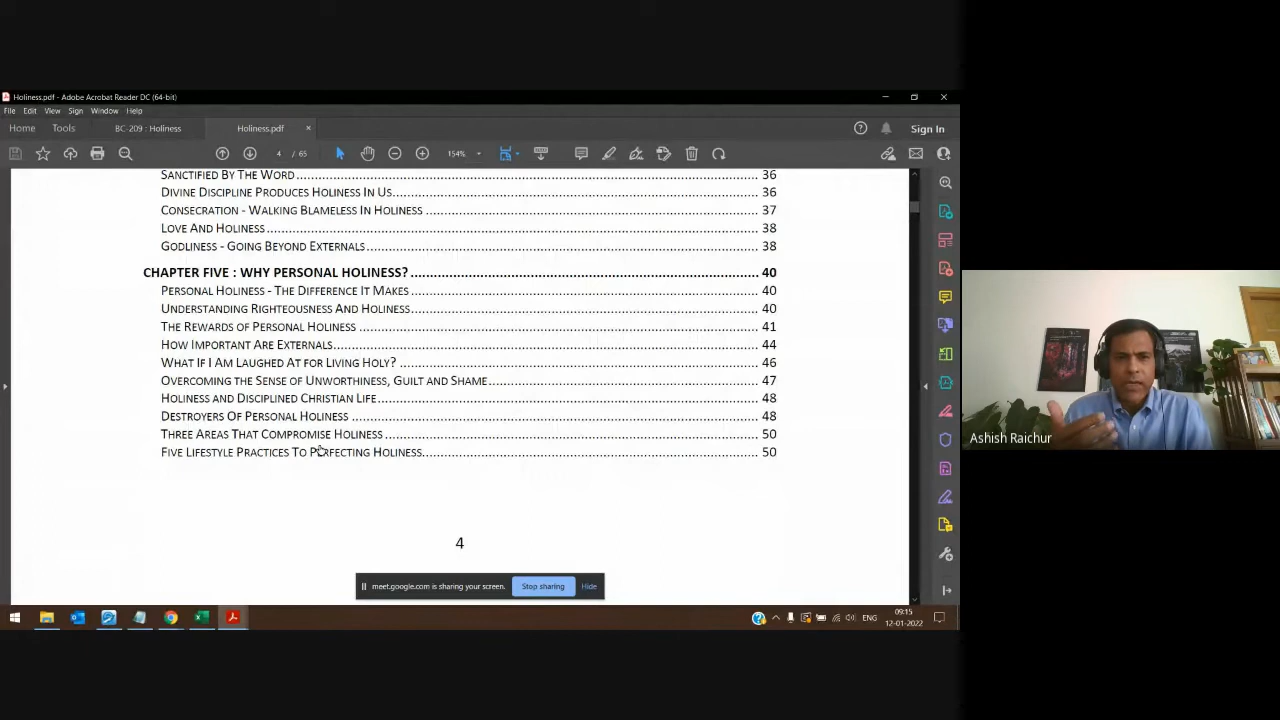 Holiness.pdf - Adobe Acrobat Reader DC (64-bit)
File Edit View Sign Window Help
Home Tools BC-209 : Holiness Holiness.pdf × Sign In
4 / 65 154%
SANCTIFIED BY THE WORD 36
DIVINE DISCIPLINE PRODUCES HOLINESS IN US 36
CONSECRATION - WALKING BLAMELESS IN HOLINESS 37
LOVE AND HOLINESS 38
GODLINESS - GOING BEYOND EXTERNALS 38
CHAPTER FIVE : WHY PERSONAL HOLINESS? 40
PERSONAL HOLINESS - THE DIFFERENCE IT MAKES 40
UNDERSTANDING RIGHTEOUSNESS AND HOLINESS 40
THE REWARDS OF PERSONAL HOLINESS 41
HOW IMPORTANT ARE EXTERNALS 44
WHAT IF I AM LAUGHED AT FOR LIVING HOLY? 46
OVERCOMING THE SENSE OF UNWORTHINESS, GUILT AND SHAME 47
HOLINESS AND DISCIPLINED CHRISTIAN LIFE 48
DESTROYERS OF PERSONAL HOLINESS 48
THREE AREAS THAT COMPROMISE HOLINESS 50
FIVE LIFESTYLE PRACTICES TO PERFECTING HOLINESS 50
4
meet.google.com is sharing your screen. Stop sharing Hide
ENG 09:15
12-01-2022
Ashish Raichur